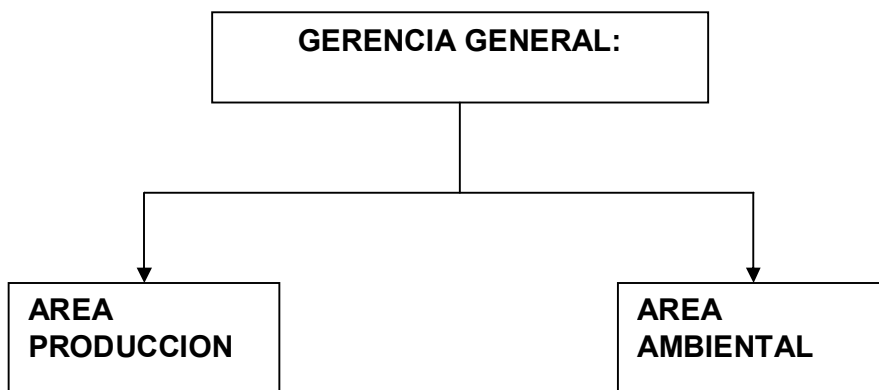 GERENCIA GENERAL:
AREA
PRODUCCION
AREA
AMBIENTAL